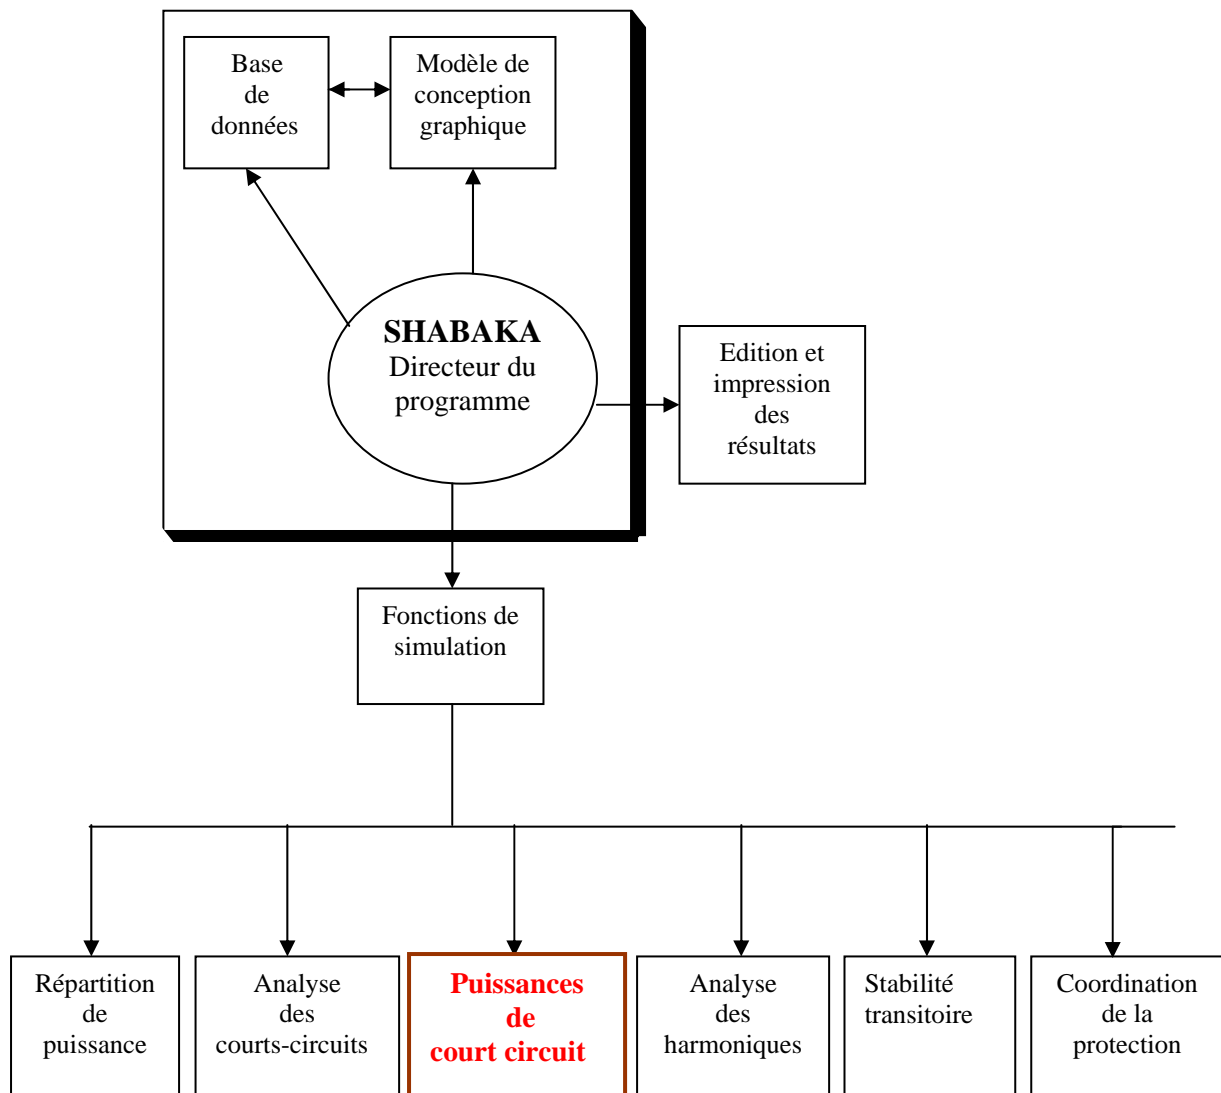 Base
de
données
Modèle de
conception
graphique
SHABAKA
Directeur du
programme
Edition et
impression
des
résultats
Fonctions de
simulation
Répartition
de
puissance
Analyse
des
courts-circuits
Puissances
de
court circuit
Analyse
des
harmoniques
Stabilité
transitoire
Coordination
de la
protection